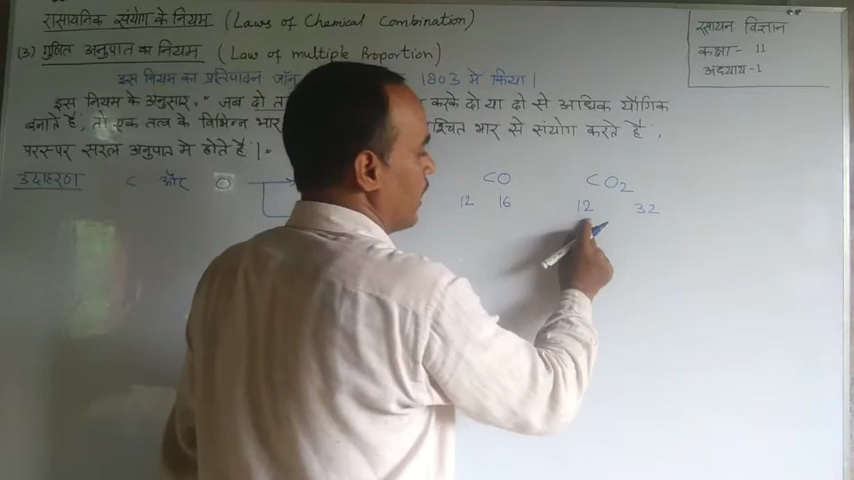 रासायनिक संयोग के नियम (Laws of Chemical Combination)
(3) गुणित अनुपात का नियम (Law of multiple Proportion)
इस नियम का प्रतिपादन जॉन 1803 मे किया।
इस नियम के अनुसार, " जब दो करके दो या दो से अधिक यौगिक
बनाते है, तो एक तत्व के विभिन्न भार भार से संयोग करते है,
परस्पर सरल अनुपात मे होते है।"
उदाहरण C और O CO CO2
12 16 12 32
रसायन विज्ञान
कक्षा- 11
अध्याय-1